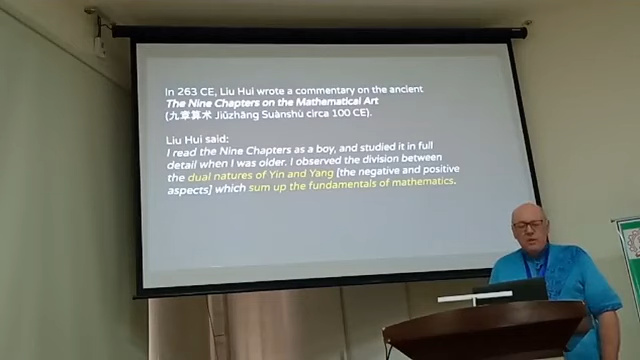 In 263 CE, Liu Hui wrote a commentary on the ancient
The Nine Chapters on the Mathematical Art
(九章算术 Jiǔzhāng Suànshù circa 100 CE).
Liu Hui said:
I read the Nine Chapters as a boy, and studied it in full
detail when I was older. I observed the division between
the dual natures of Yin and Yang [the negative and positive
aspects] which sum up the fundamentals of mathematics.